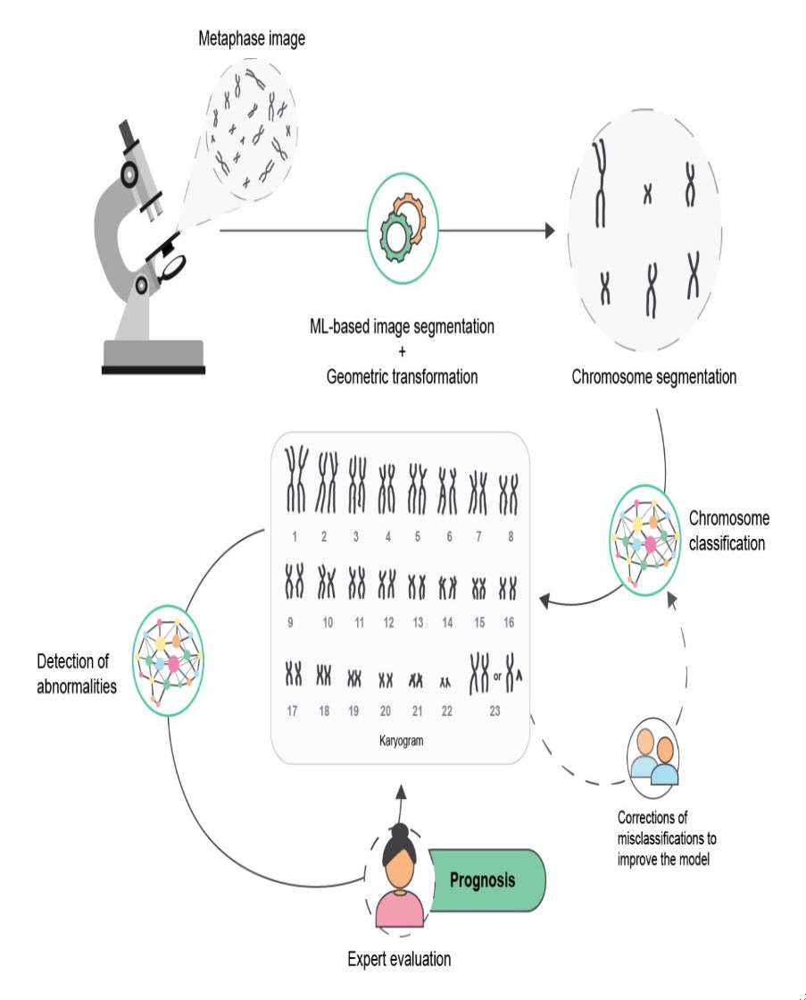 Metaphase image
ML-based image segmentation
+
Geometric transformation
Chromosome segmentation
Chromosome
classification
1 2 3 4 5 6 7 8
9 10 11 12 13 14 15 16
or
17 18 19 20 21 22 23
Karyogram
Detection of
abnormalities
Corrections of
misclassifications to
improve the model
Prognosis
Expert evaluation